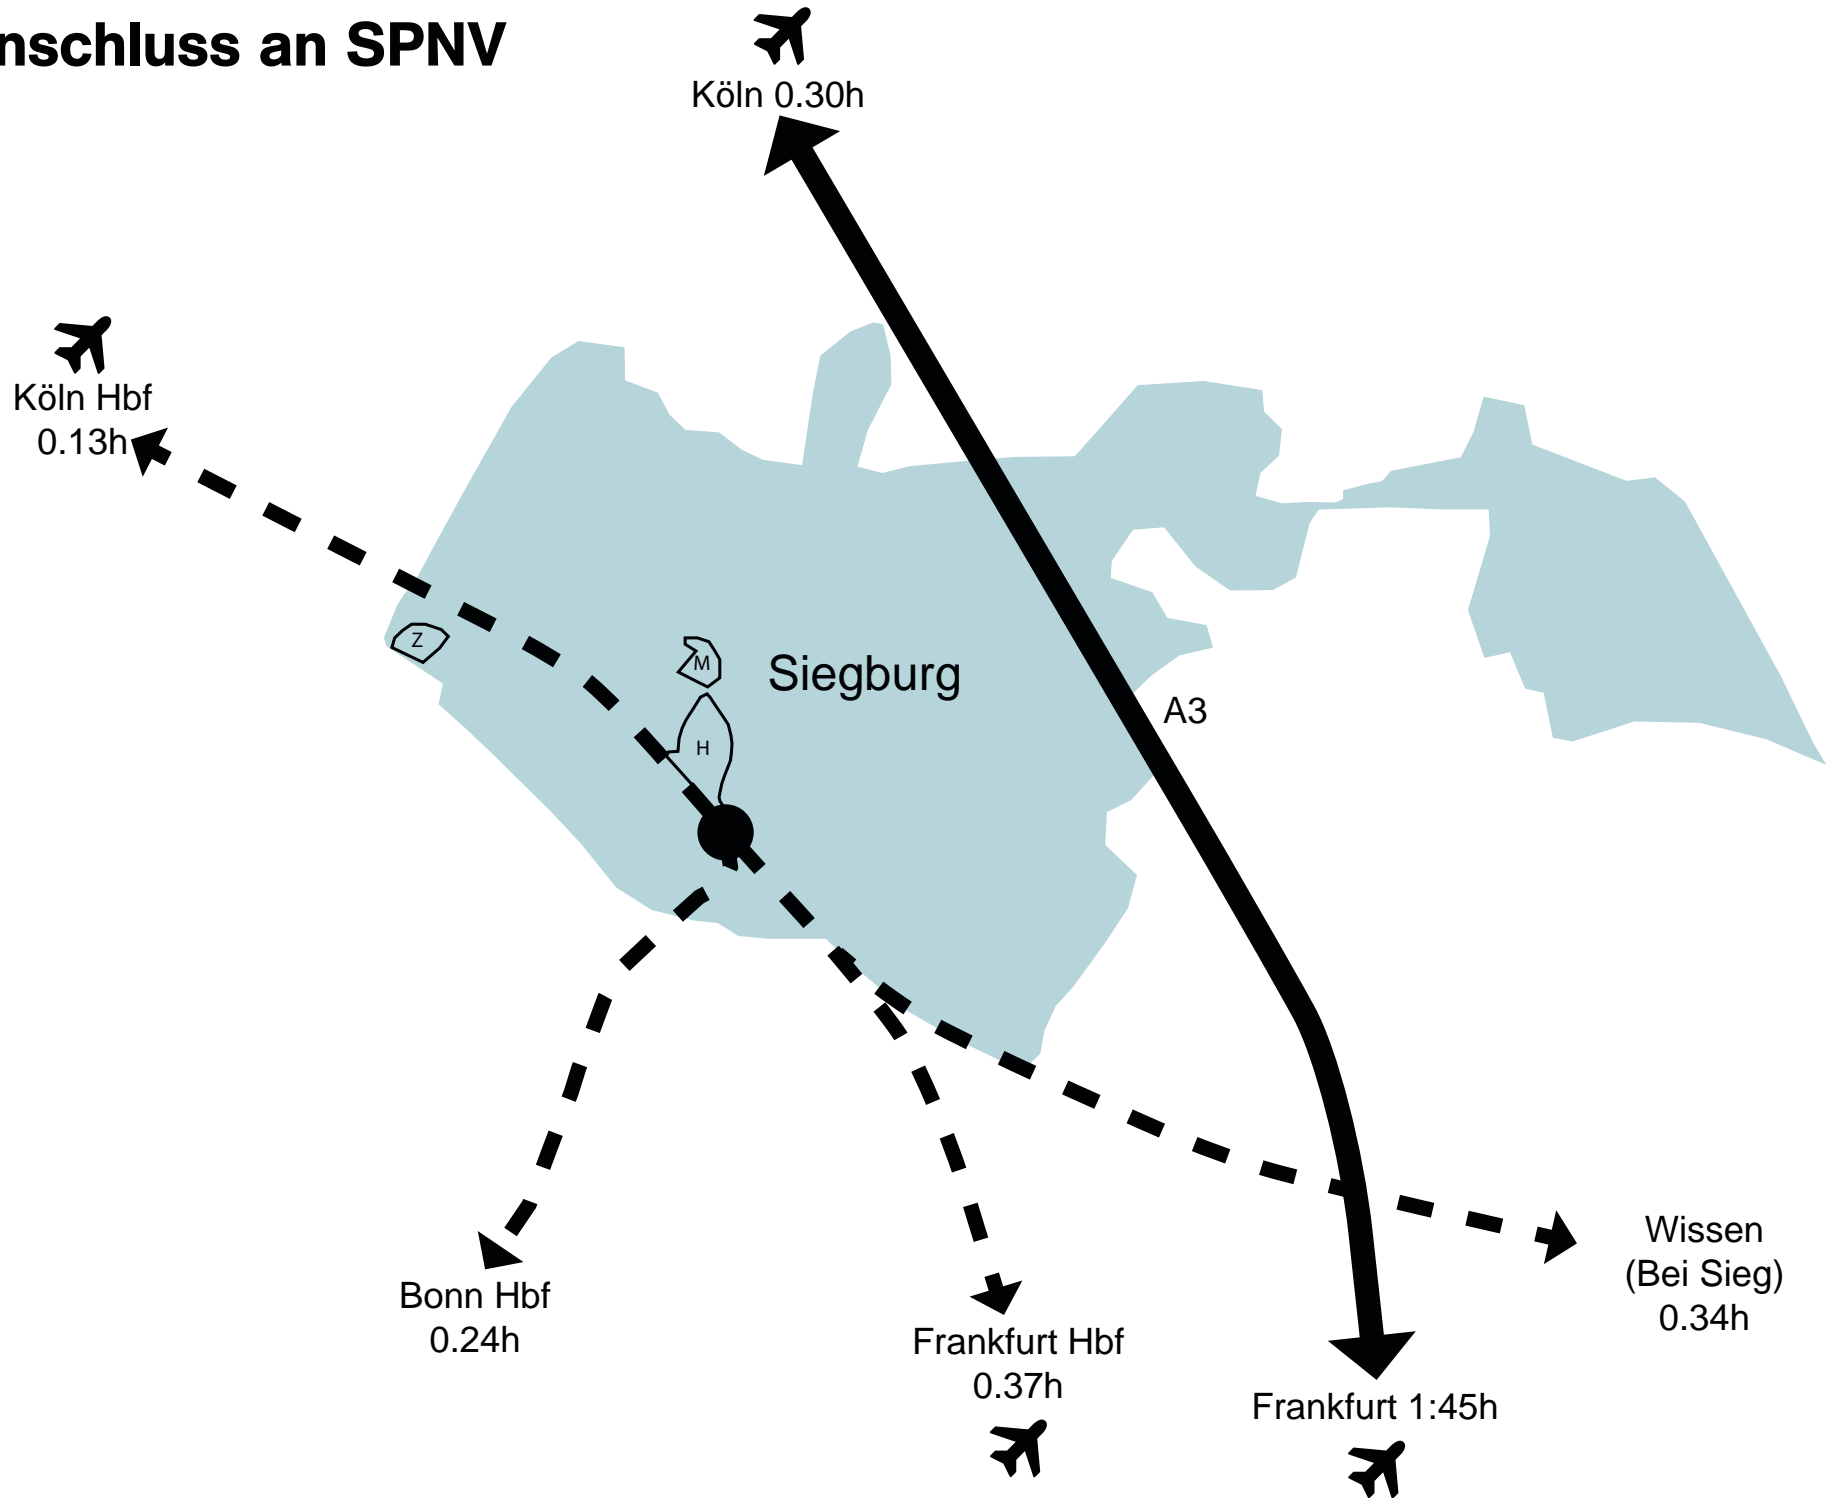 nschluss an SPNV
Köln 0.30h
Köln Hbf
0.13h
Z
M
Siegburg
A3
H
Bonn Hbf
0.24h
Frankfurt Hbf
0.37h
Wissen
(Bei Sieg)
0.34h
Frankfurt 1:45h